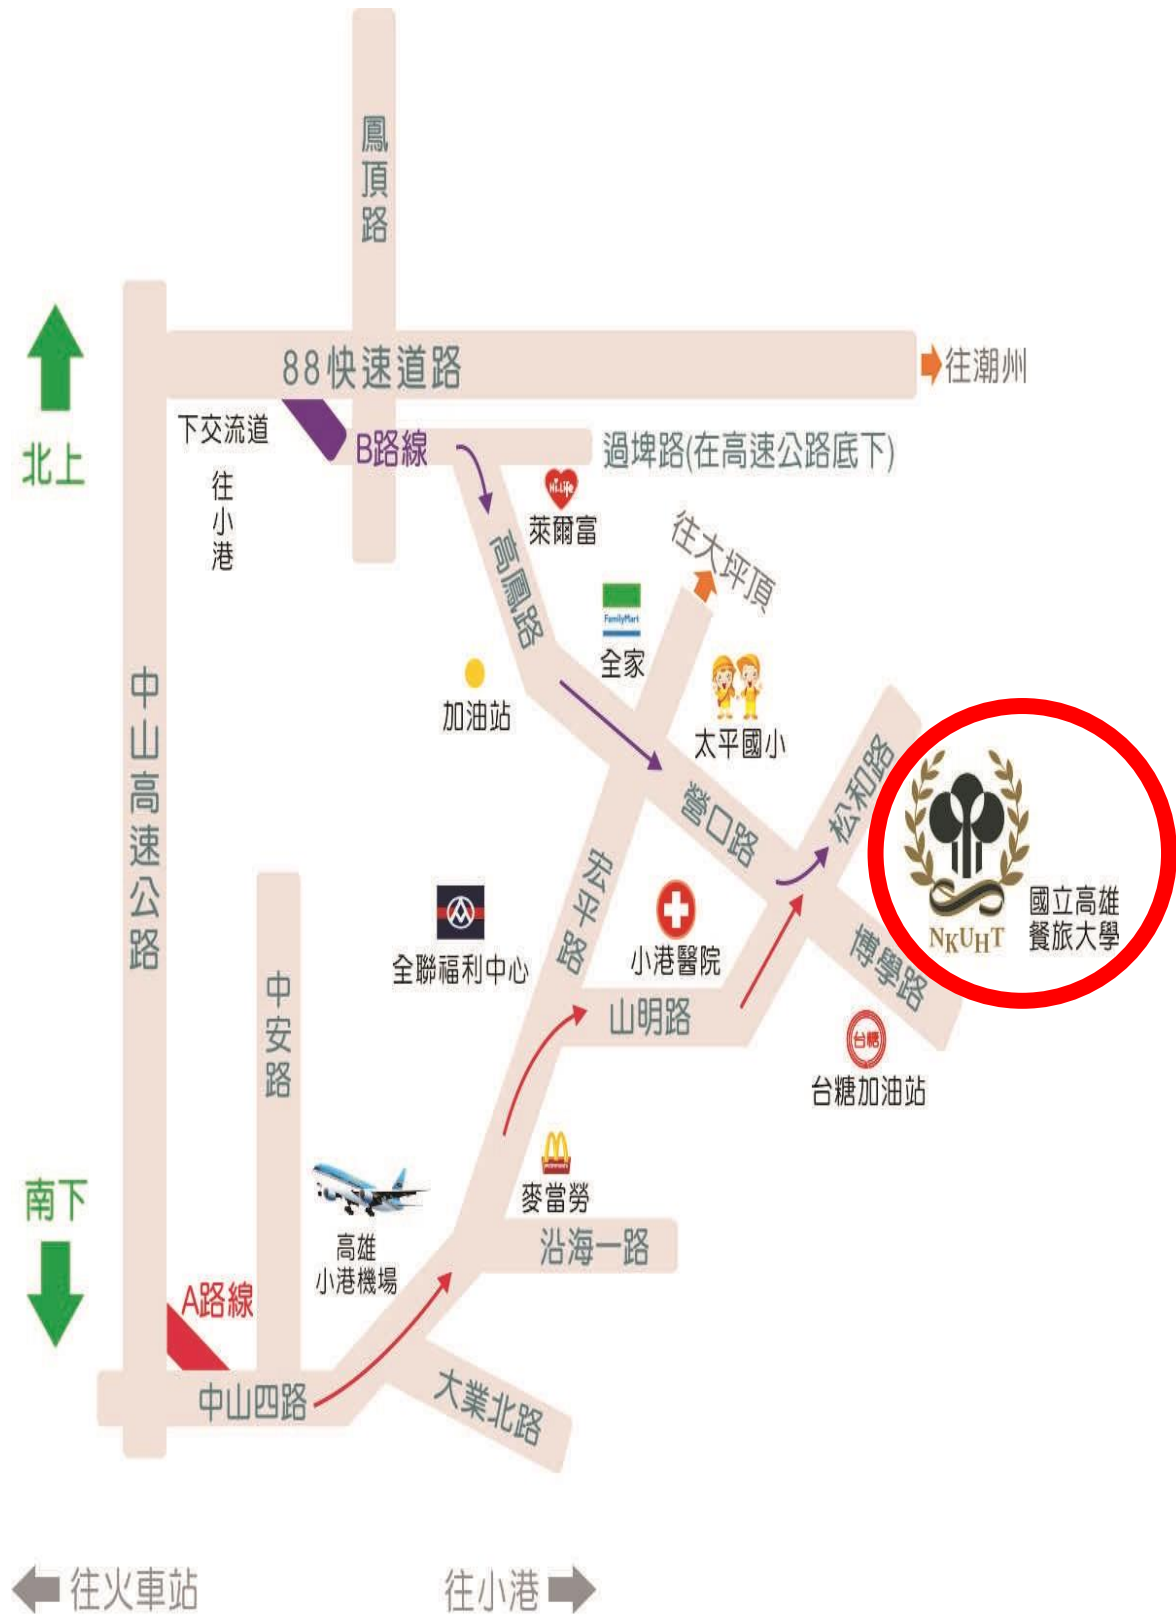 鳳頂路
88快速道路
往潮州
北上
下交流道
往小港
B路線
過埤路(在高速公路底下)
Hi-Life
萊爾富
高鳳路
往大坪頂
FamilyMart
全家
加油站
太平國小
中山高速公路
營口路
松和路
NKUHT
國立高雄
餐旅大學
宏平路
小港醫院
全聯福利中心
博學路
中安路
山明路
台糖
台糖加油站
麥當勞
南下
高雄
小港機場
沿海一路
A路線
中山四路
大業北路
往火車站
往小港